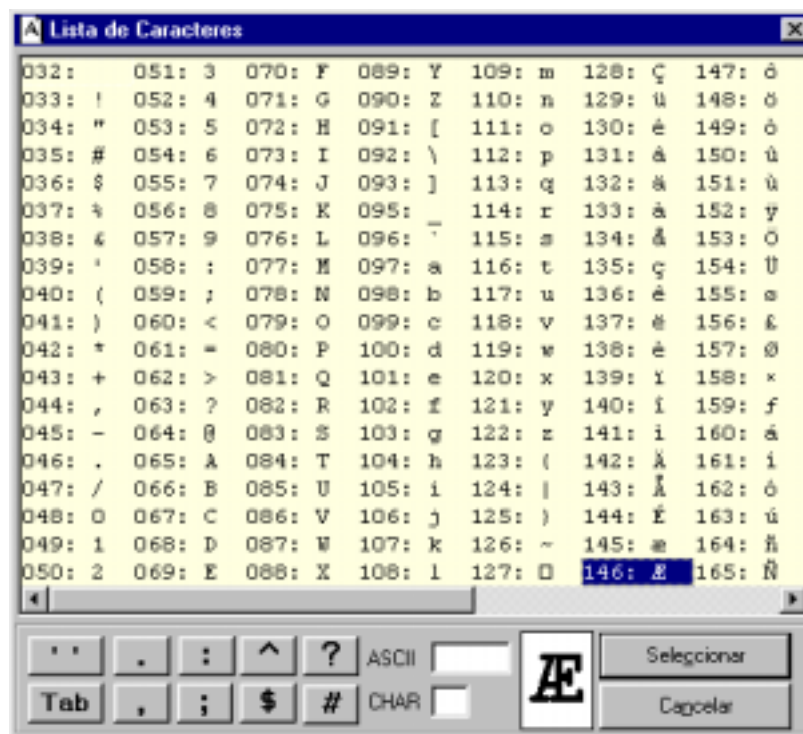 Lista de Caracteres
032: 051: 3 070: F 089: Y 109: m 128: Ç 147: ô
033: ! 052: 4 071: G 090: Z 110: n 129: ü 148: ö
034: " 053: 5 072: H 091: [ 111: o 130: é 149: ò
035: # 054: 6 073: I 092: \ 112: p 131: â 150: û
036: $ 055: 7 074: J 093: ] 113: q 132: ä 151: ù
037: % 056: 8 075: K 095: _ 114: r 133: à 152: ÿ
038: & 057: 9 076: L 096: ` 115: s 134: å 153: Ö
039: ' 058: : 077: M 097: a 116: t 135: ç 154: Ü
040: ( 059: ; 078: N 098: b 117: u 136: ê 155: ø
041: ) 060: < 079: O 099: c 118: v 137: ë 156: £
042: * 061: = 080: P 100: d 119: w 138: è 157: Ø
043: + 062: > 081: Q 101: e 120: x 139: ï 158: ×
044: , 063: ? 082: R 102: f 121: y 140: î 159: ƒ
045: - 064: @ 083: S 103: g 122: z 141: ì 160: á
046: . 065: A 084: T 104: h 123: { 142: Ä 161: í
047: / 066: B 085: U 105: i 124: | 143: Å 162: ó
048: 0 067: C 086: V 106: j 125: } 144: É 163: ú
049: 1 068: D 087: W 107: k 126: ~ 145: æ 164: ñ
050: 2 069: E 088: X 108: l 127: □ 146: Æ 165: Ñ
' ' . : ^ ? ASCII Æ Seleccionar
Tab , ; $ # CHAR Cancelar